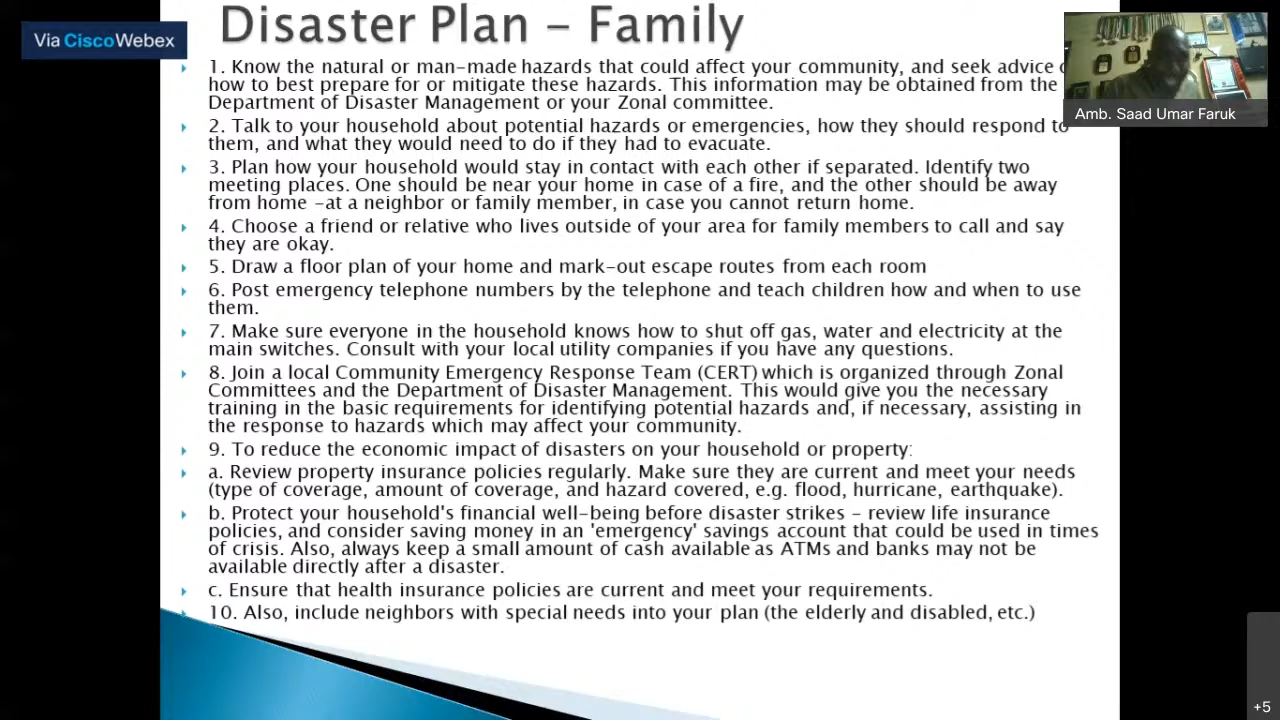 Disaster Plan – Family
Via CiscoWebex
1. Know the natural or man-made hazards that could affect your community, and seek advice
how to best prepare for or mitigate these hazards. This information may be obtained from the
Department of Disaster Management or your Zonal committee.
Amb. Saad Umar Faruk
2. Talk to your household about potential hazards or emergencies, how they should respond to
them, and what they would need to do if they had to evacuate.
3. Plan how your household would stay in contact with each other if separated. Identify two
meeting places. One should be near your home in case of a fire, and the other should be away
from home –at a neighbor or family member, in case you cannot return home.
4. Choose a friend or relative who lives outside of your area for family members to call and say
they are okay.
5. Draw a floor plan of your home and mark-out escape routes from each room
6. Post emergency telephone numbers by the telephone and teach children how and when to use
them.
7. Make sure everyone in the household knows how to shut off gas, water and electricity at the
main switches. Consult with your local utility companies if you have any questions.
8. Join a local Community Emergency Response Team (CERT) which is organized through Zonal
Committees and the Department of Disaster Management. This would give you the necessary
training in the basic requirements for identifying potential hazards and, if necessary, assisting in
the response to hazards which may affect your community.
9. To reduce the economic impact of disasters on your household or property:
a. Review property insurance policies regularly. Make sure they are current and meet your needs
(type of coverage, amount of coverage, and hazard covered, e.g. flood, hurricane, earthquake).
b. Protect your household's financial well-being before disaster strikes – review life insurance
policies, and consider saving money in an 'emergency' savings account that could be used in times
of crisis. Also, always keep a small amount of cash available as ATMs and banks may not be
available directly after a disaster.
c. Ensure that health insurance policies are current and meet your requirements.
10. Also, include neighbors with special needs into your plan (the elderly and disabled, etc.)
+5